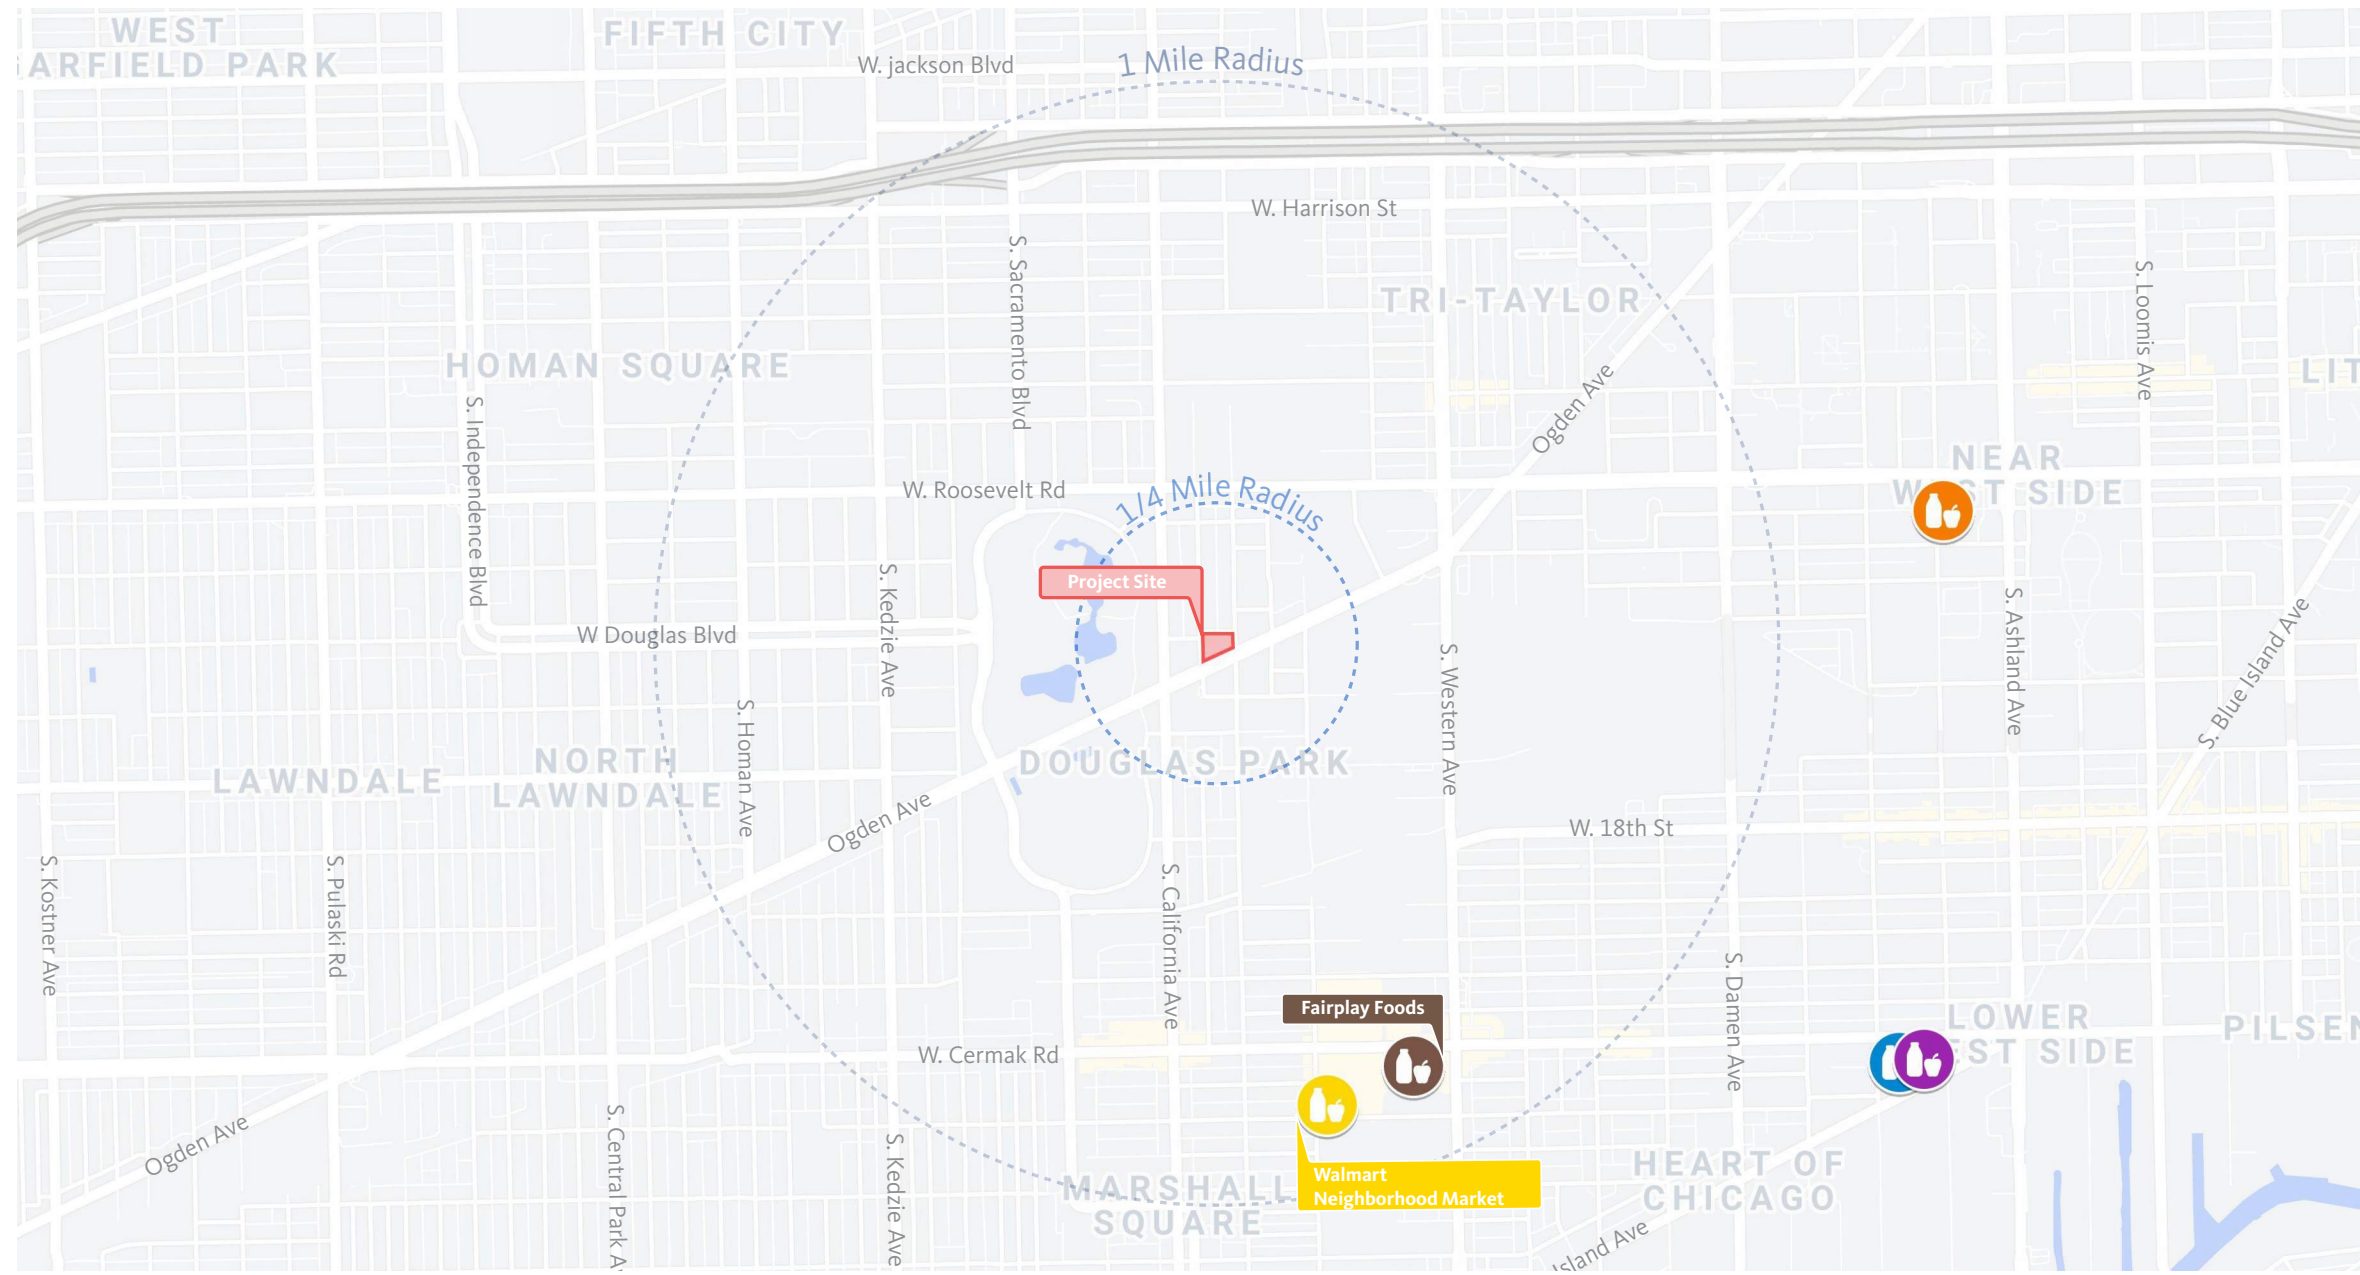 WEST
ARFIELD PARK
FIFTH CITY
W. jackson Blvd
1 Mile Radius
W. Harrison St
S. Sacramento Blvd
TRI-TAYLOR
S. Loomis Ave
HOMAN SQUARE
LIT
Ogden Ave
S. Independence Blvd
NEAR
WEST SIDE
W. Roosevelt Rd
1/4 Mile Radius
Project Site
S. Kedzie Ave
W Douglas Blvd
S. Ashland Ave
S. Blue Island Ave
S. Western Ave
S. Homan Ave
DOUGLAS PARK
NORTH
LAWNDALE
LAWNDALE
Ogden Ave
W. 18th St
S. Kostner Ave
S. Pulaski Rd
S. California Ave
S. Damen Ave
Fairplay Foods
LOWER
EST SIDE
PILSEN
W. Cermak Rd
Ogden Ave
S. Central Park A
S. Kedzie Ave
Walmart
Neighborhood Market
MARSHALL
SQUARE
HEART OF
CHICAGO
Island Ave